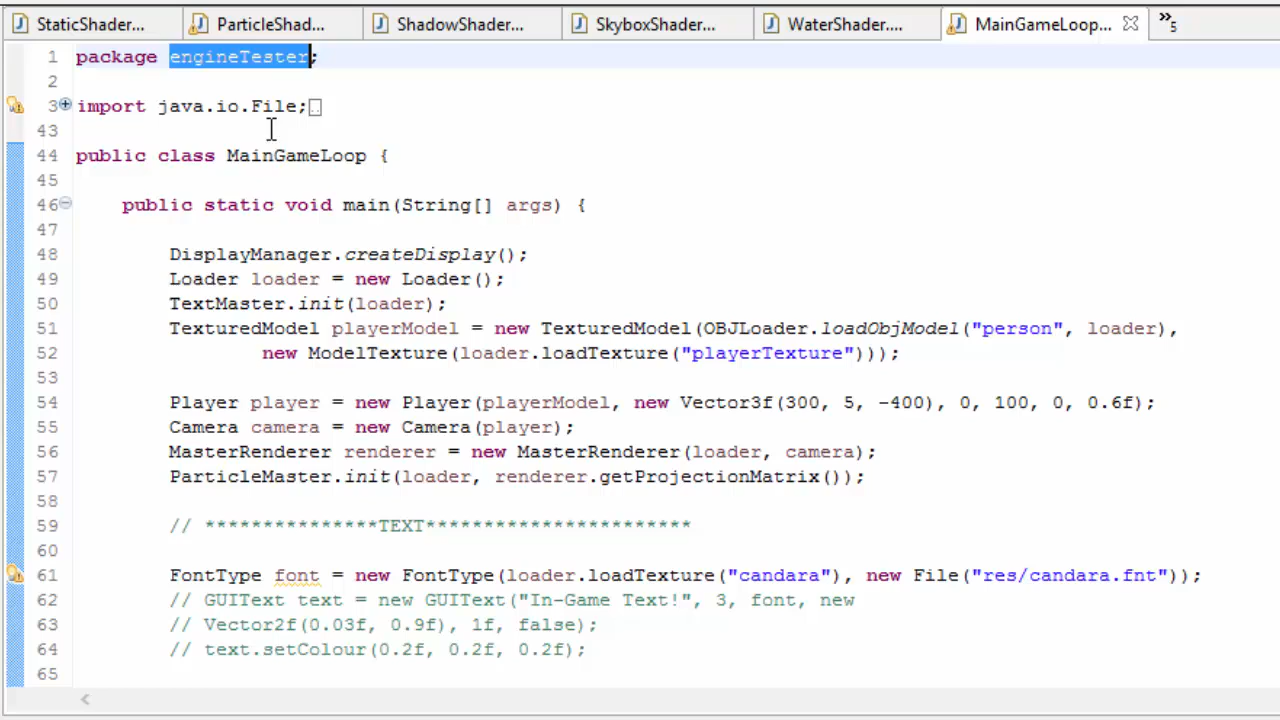 StaticShader... ParticleShad... ShadowShader... SkyboxShader... WaterShader.... MainGameLoop... »5
1 package engineTester;
2
3 import java.io.File;
43
44 public class MainGameLoop {
45
46 public static void main(String[] args) {
47
48 DisplayManager.createDisplay();
49 Loader loader = new Loader();
50 TextMaster.init(loader);
51 TexturedModel playerModel = new TexturedModel(OBJLoader.loadObjModel("person", loader),
52 new ModelTexture(loader.loadTexture("playerTexture")));
53
54 Player player = new Player(playerModel, new Vector3f(300, 5, -400), 0, 100, 0, 0.6f);
55 Camera camera = new Camera(player);
56 MasterRenderer renderer = new MasterRenderer(loader, camera);
57 ParticleMaster.init(loader, renderer.getProjectionMatrix());
58
59 // ***************TEXT************************
60
61 FontType font = new FontType(loader.loadTexture("candara"), new File("res/candara.fnt"));
62 // GUIText text = new GUIText("In-Game Text!", 3, font, new
63 // Vector2f(0.03f, 0.9f), 1f, false);
64 // text.setColour(0.2f, 0.2f, 0.2f);
65